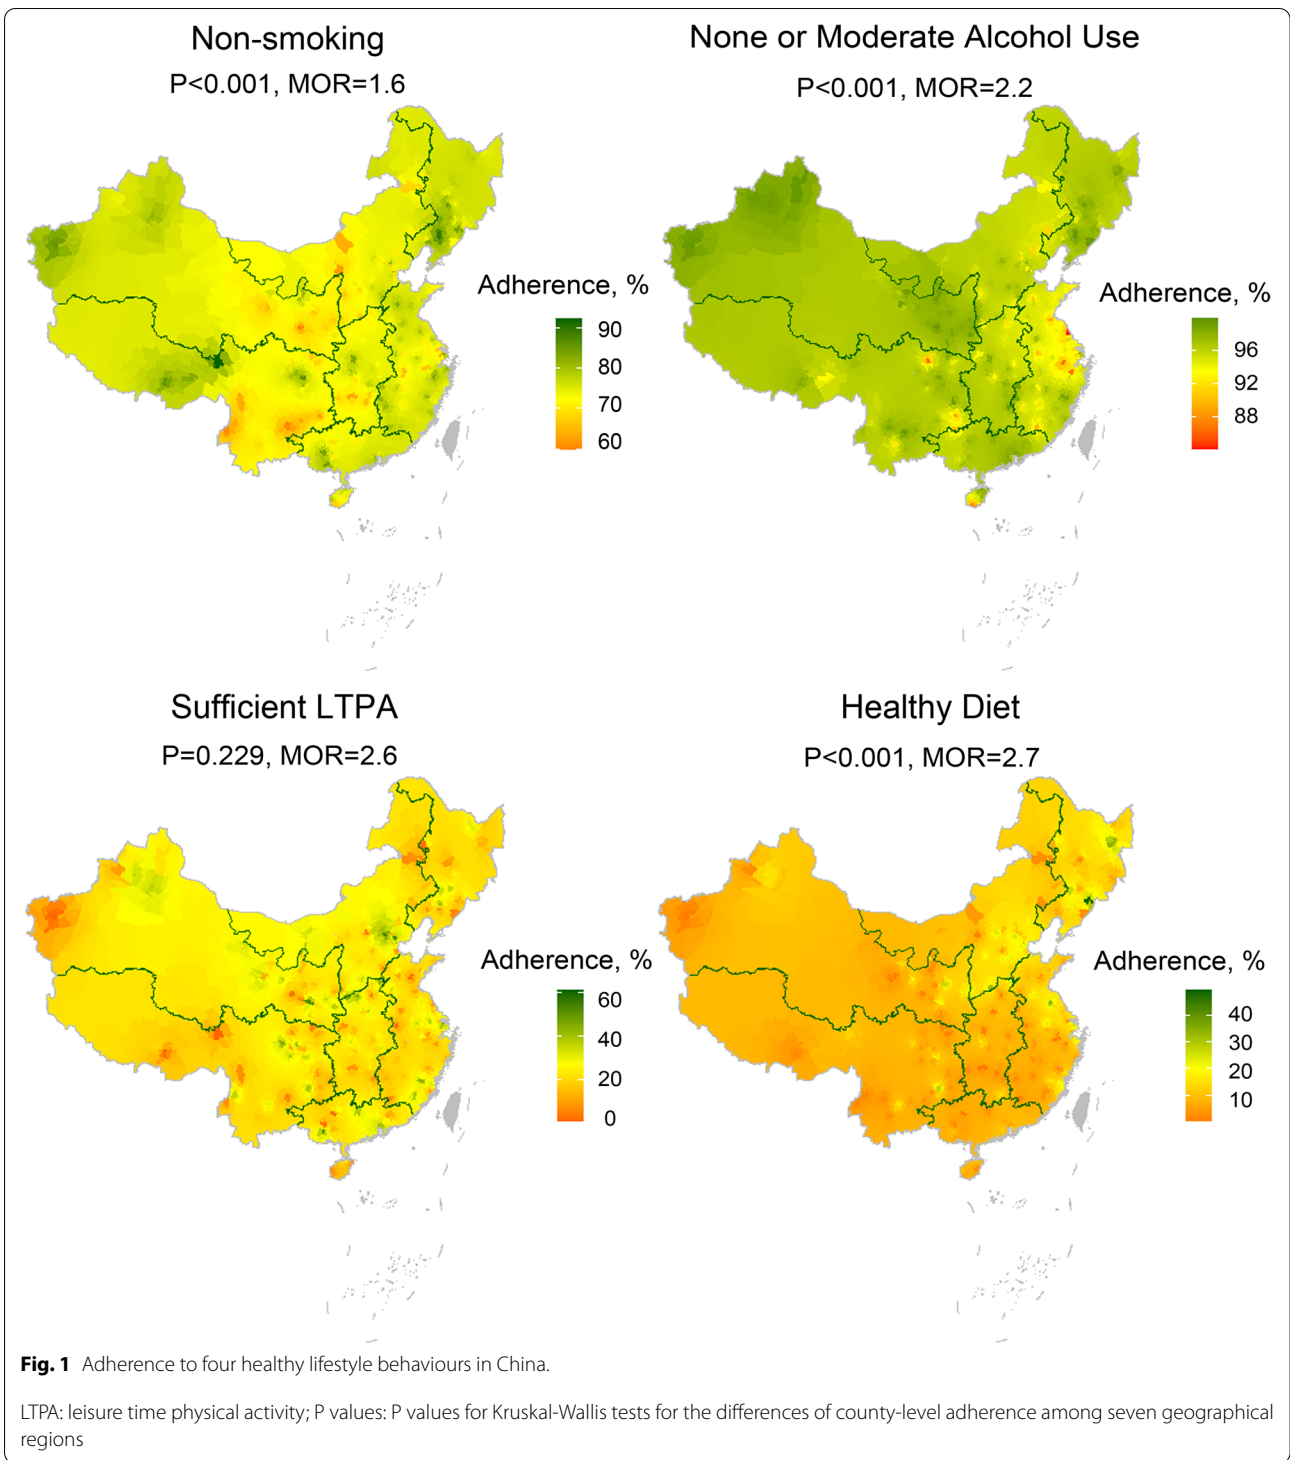 Non-smoking
P<0.001, MOR=1.6
Adherence, %
90
80
70
60
None or Moderate Alcohol Use
P<0.001, MOR=2.2
Adherence, %
96
92
88
Sufficient LTPA
P=0.229, MOR=2.6
Adherence, %
60
40
20
0
Healthy Diet
P<0.001, MOR=2.7
Adherence, %
40
30
20
10
Fig. 1 Adherence to four healthy lifestyle behaviours in China.
LTPA: leisure time physical activity; P values: P values for Kruskal-Wallis tests for the differences of county-level adherence among seven geographical
regions